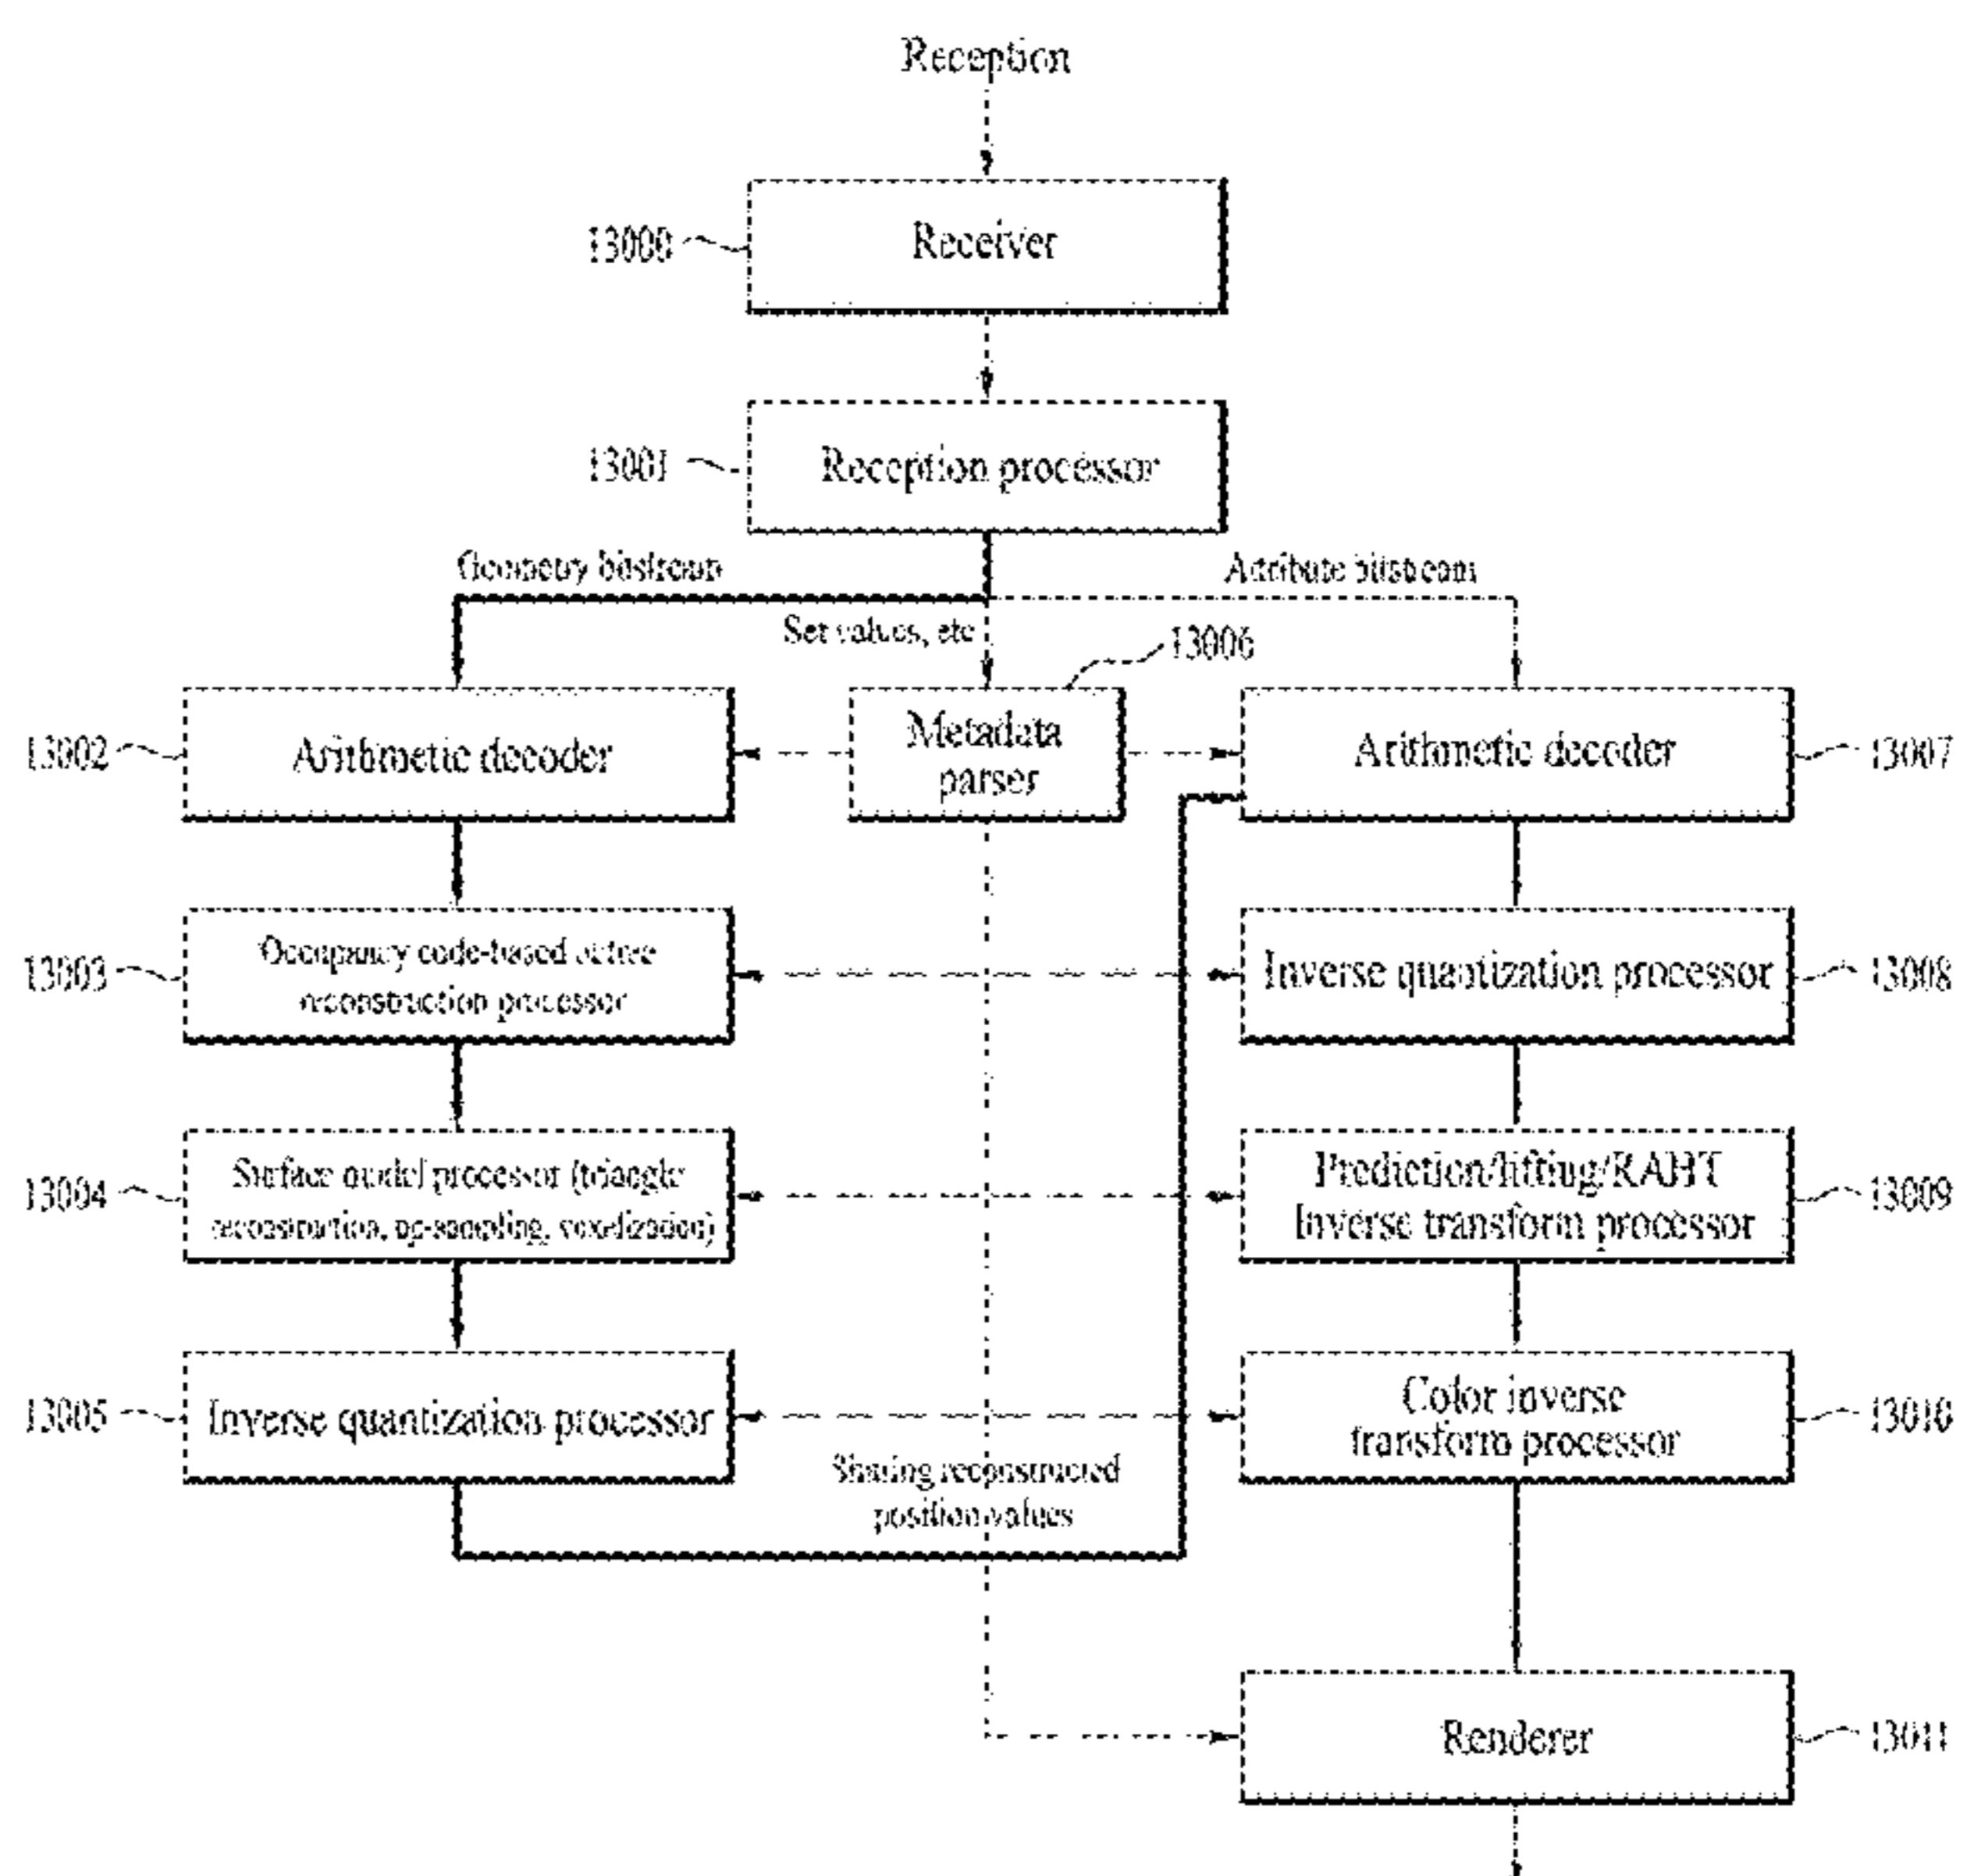 Reception
13000
Receiver
13001
Reception processor
Geometry bitstream
Attribute bitstream
Set values, etc
13006
13002
Arithmetic decoder
Metadata
parser
Arithmetic decoder
13007
13003
Occupancy code-based octree
reconstruction processor
Inverse quantization processor
13008
13004
Surface model processor (triangle
reconstruction, up-sampling, voxelization)
Prediction/lifting/RAHT
Inverse transform processor
13009
13005
Inverse quantization processor
Color inverse
transform processor
13010
Sharing reconstructed
position values
Renderer
13011